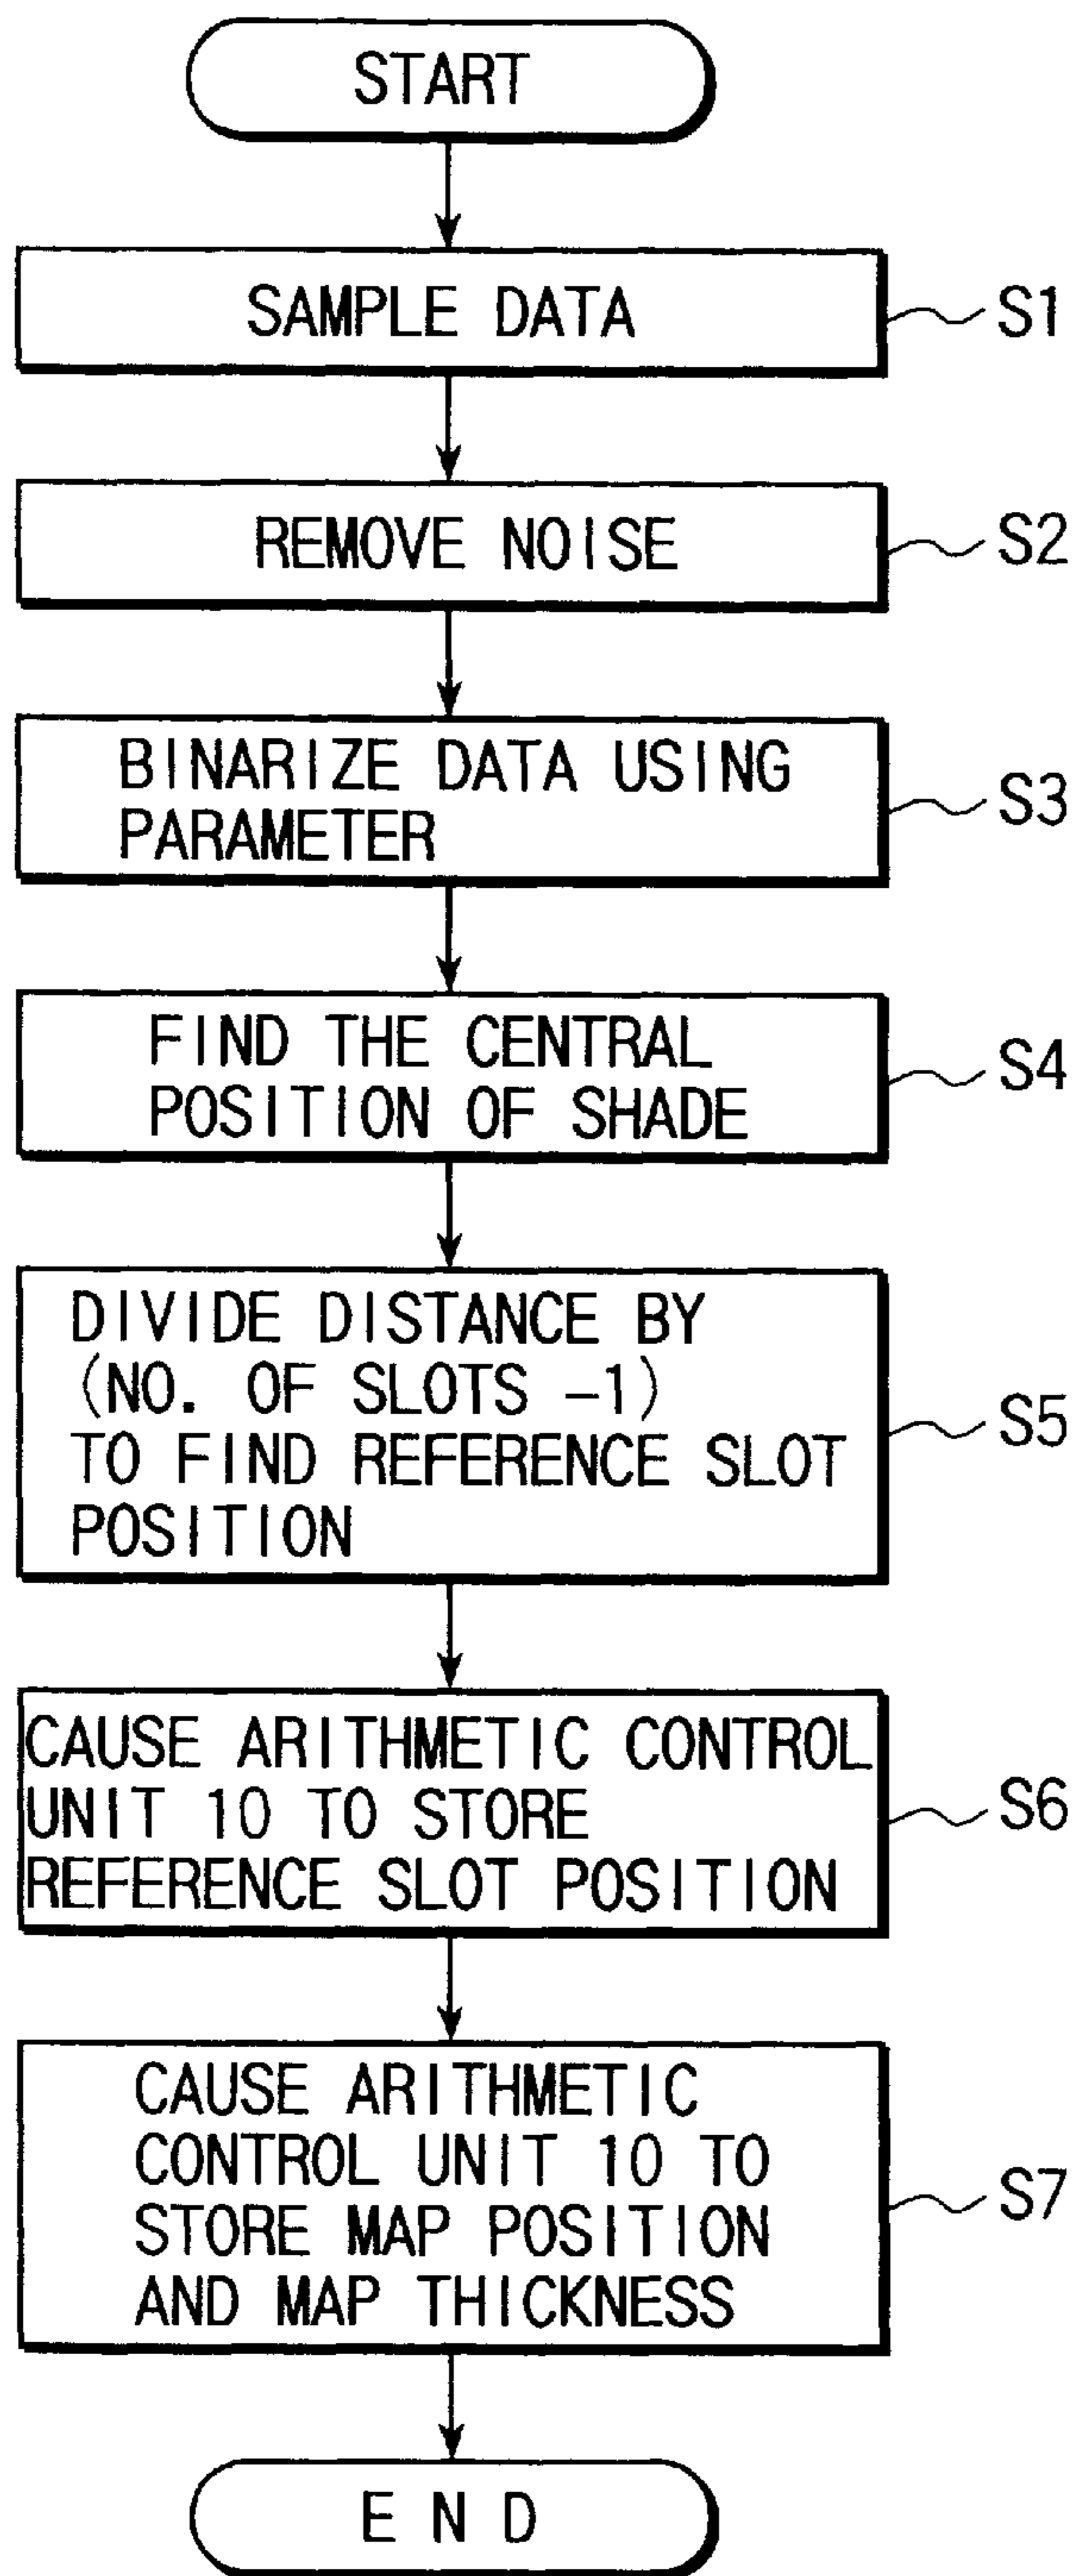 START
SAMPLE DATA
S1
REMOVE NOISE
S2
BINARIZE DATA USING
PARAMETER
S3
FIND THE CENTRAL
POSITION OF SHADE
S4
DIVIDE DISTANCE BY
(NO. OF SLOTS -1)
TO FIND REFERENCE SLOT
POSITION
S5
CAUSE ARITHMETIC CONTROL
UNIT 10 TO STORE
REFERENCE SLOT POSITION
S6
CAUSE ARITHMETIC
CONTROL UNIT 10 TO
STORE MAP POSITION
AND MAP THICKNESS
S7
END